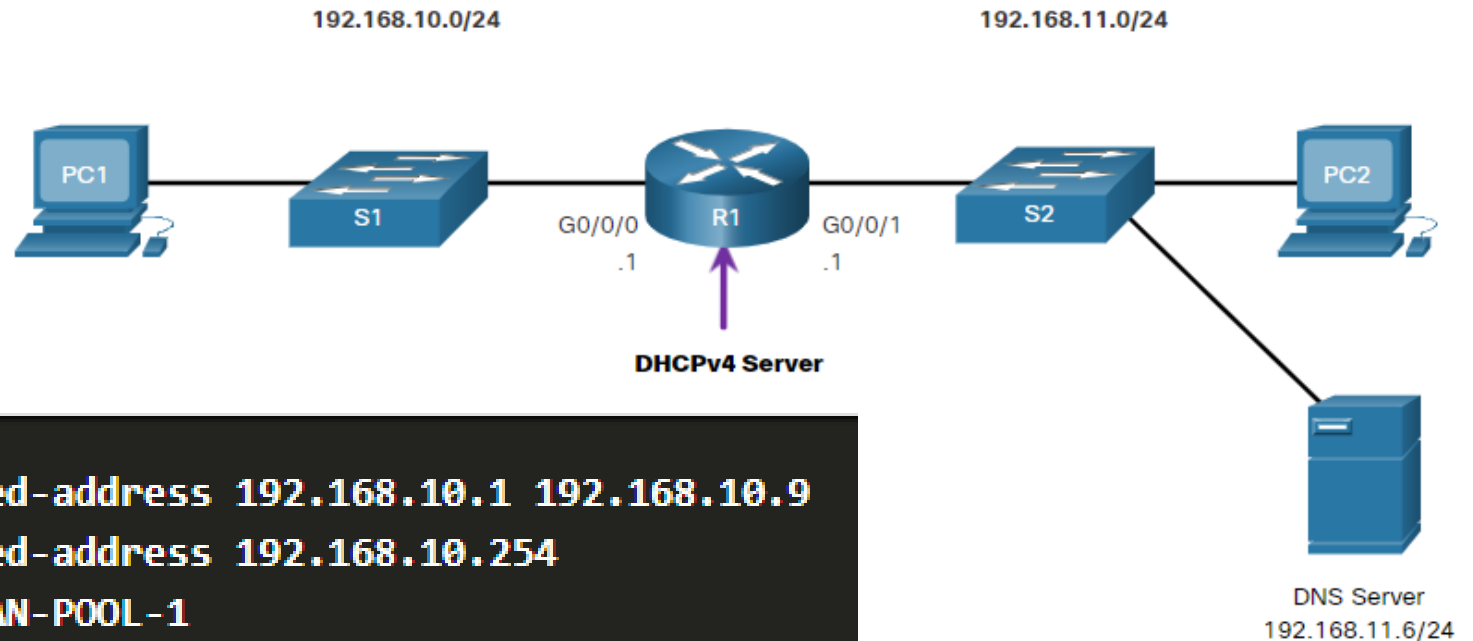 192.168.10.0/24
192.168.11.0/24
PC1
S1
G0/0/0
.1
R1
G0/0/1
.1
S2
PC2
DHCPv4 Server
ed-address 192.168.10.1 192.168.10.9
ed-address 192.168.10.254
AN-POOL-1
DNS Server
192.168.11.6/24